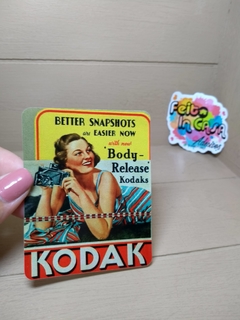 BETTER SNAPSHOTS
are EASIER NOW
with new
"Body-
Release"
Kodaks
KODAK
Feito
In Casa